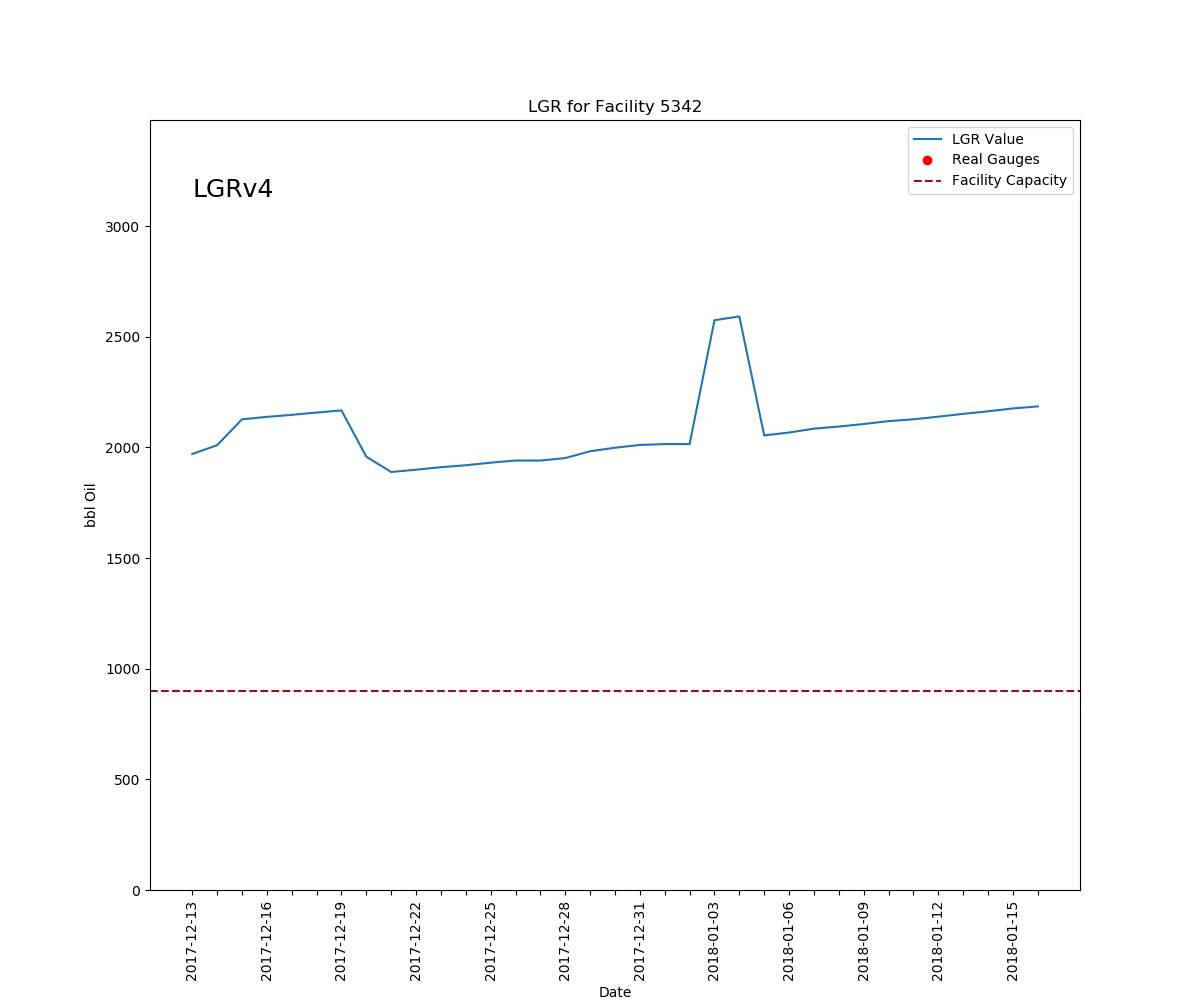 LGR for Facility 5342
LGR Value
Real Gauges
Facility Capacity
LGRv4
3000
2500
2000
1500
1000
500
0
bbl Oil
2017-12-13
2017-12-16
2017-12-19
2017-12-22
2017-12-25
2017-12-28
2017-12-31
2018-01-03
2018-01-06
2018-01-09
2018-01-12
2018-01-15
Date